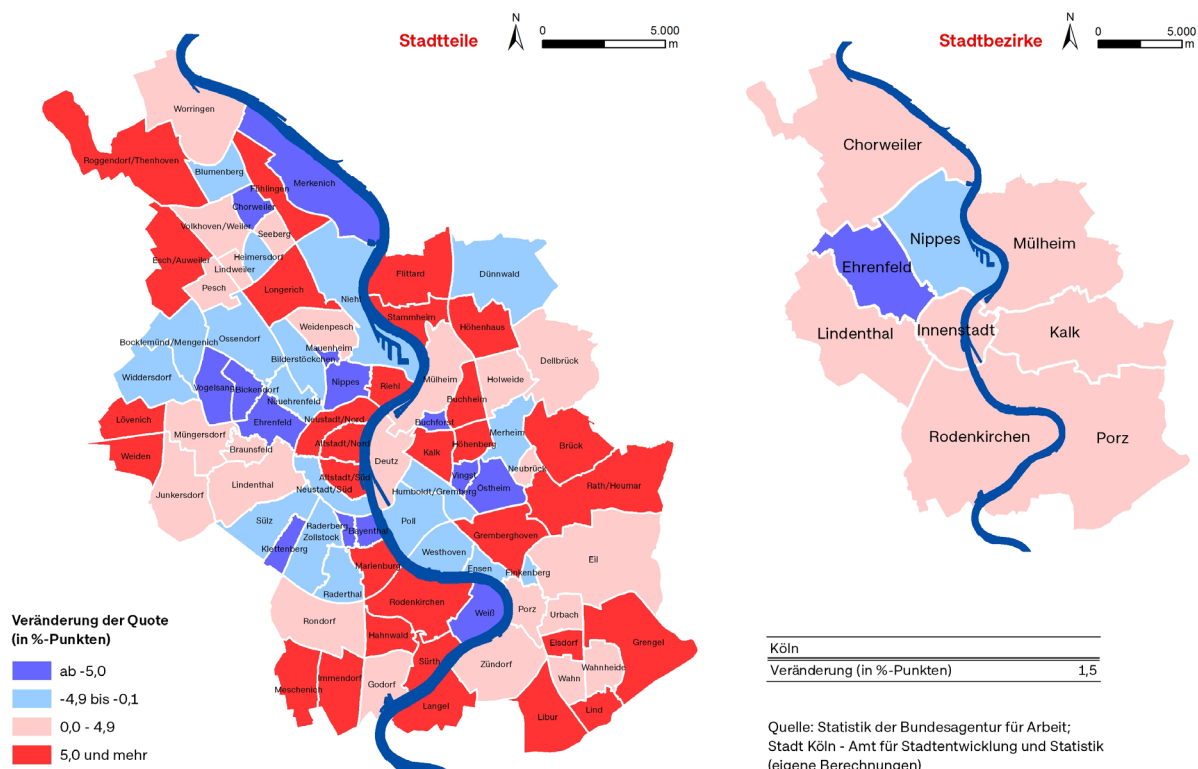 Stadtteile
N
0
5.000
m
Stadtbezirke
N
0
5.000
m
Worringen
Roggendorf/Thenhoven
Blumenberg
Fühlingen
Merkenich
Chorweiler
Volkhoven/Weiler
Seeberg
Esch/Auweiler
Heimersdorf
Lindweiler
Pesch
Longerich
Niehl
Flittard
Dünnwald
Stammheim
Höhenhaus
Weidenpesch
Ossendorf
Bocklemünd/Mengenich
Mauenheim
Bilderstöckchen
Dellbrück
Widdersdorf
Vogelsang
Bickendorf
Nippes
Riehl
Mülheim
Holweide
Neuehrenfeld
Buchheim
Lövenich
Ehrenfeld
Neustadt/Nord
Buchforst
Merheim
Müngersdorf
Altstadt/Nord
Höhenberg
Brück
Weiden
Braunsfeld
Deutz
Kalk
Neubrück
Junkersdorf
Lindenthal
Altstadt/Süd
Neustadt/Süd
Humboldt/Gremberg
Vingst
Ostheim
Rath/Heumar
Sülz
Raderberg
Zollstock
Bayenthal
Poll
Klettenberg
Gremberghoven
Westhoven
Eil
Marienburg
Ensen
Finkenberg
Raderthal
Rodenkirchen
Weiß
Porz
Urbach
Rondorf
Hahnwald
Elsdorf
Grengel
Sürth
Zündorf
Wahnheide
Wahn
Immendorf
Meschenich
Godorf
Langel
Libur
Lind
Chorweiler
Nippes
Mülheim
Ehrenfeld
Lindenthal
Innenstadt
Kalk
Rodenkirchen
Porz
Veränderung der Quote
(in %-Punkten)
ab -5,0
-4,9 bis -0,1
0,0 - 4,9
5,0 und mehr
Köln
Veränderung (in %-Punkten) 1,5
Quelle: Statistik der Bundesagentur für Arbeit;
Stadt Köln - Amt für Stadtentwicklung und Statistik
(eigene Berechnungen)